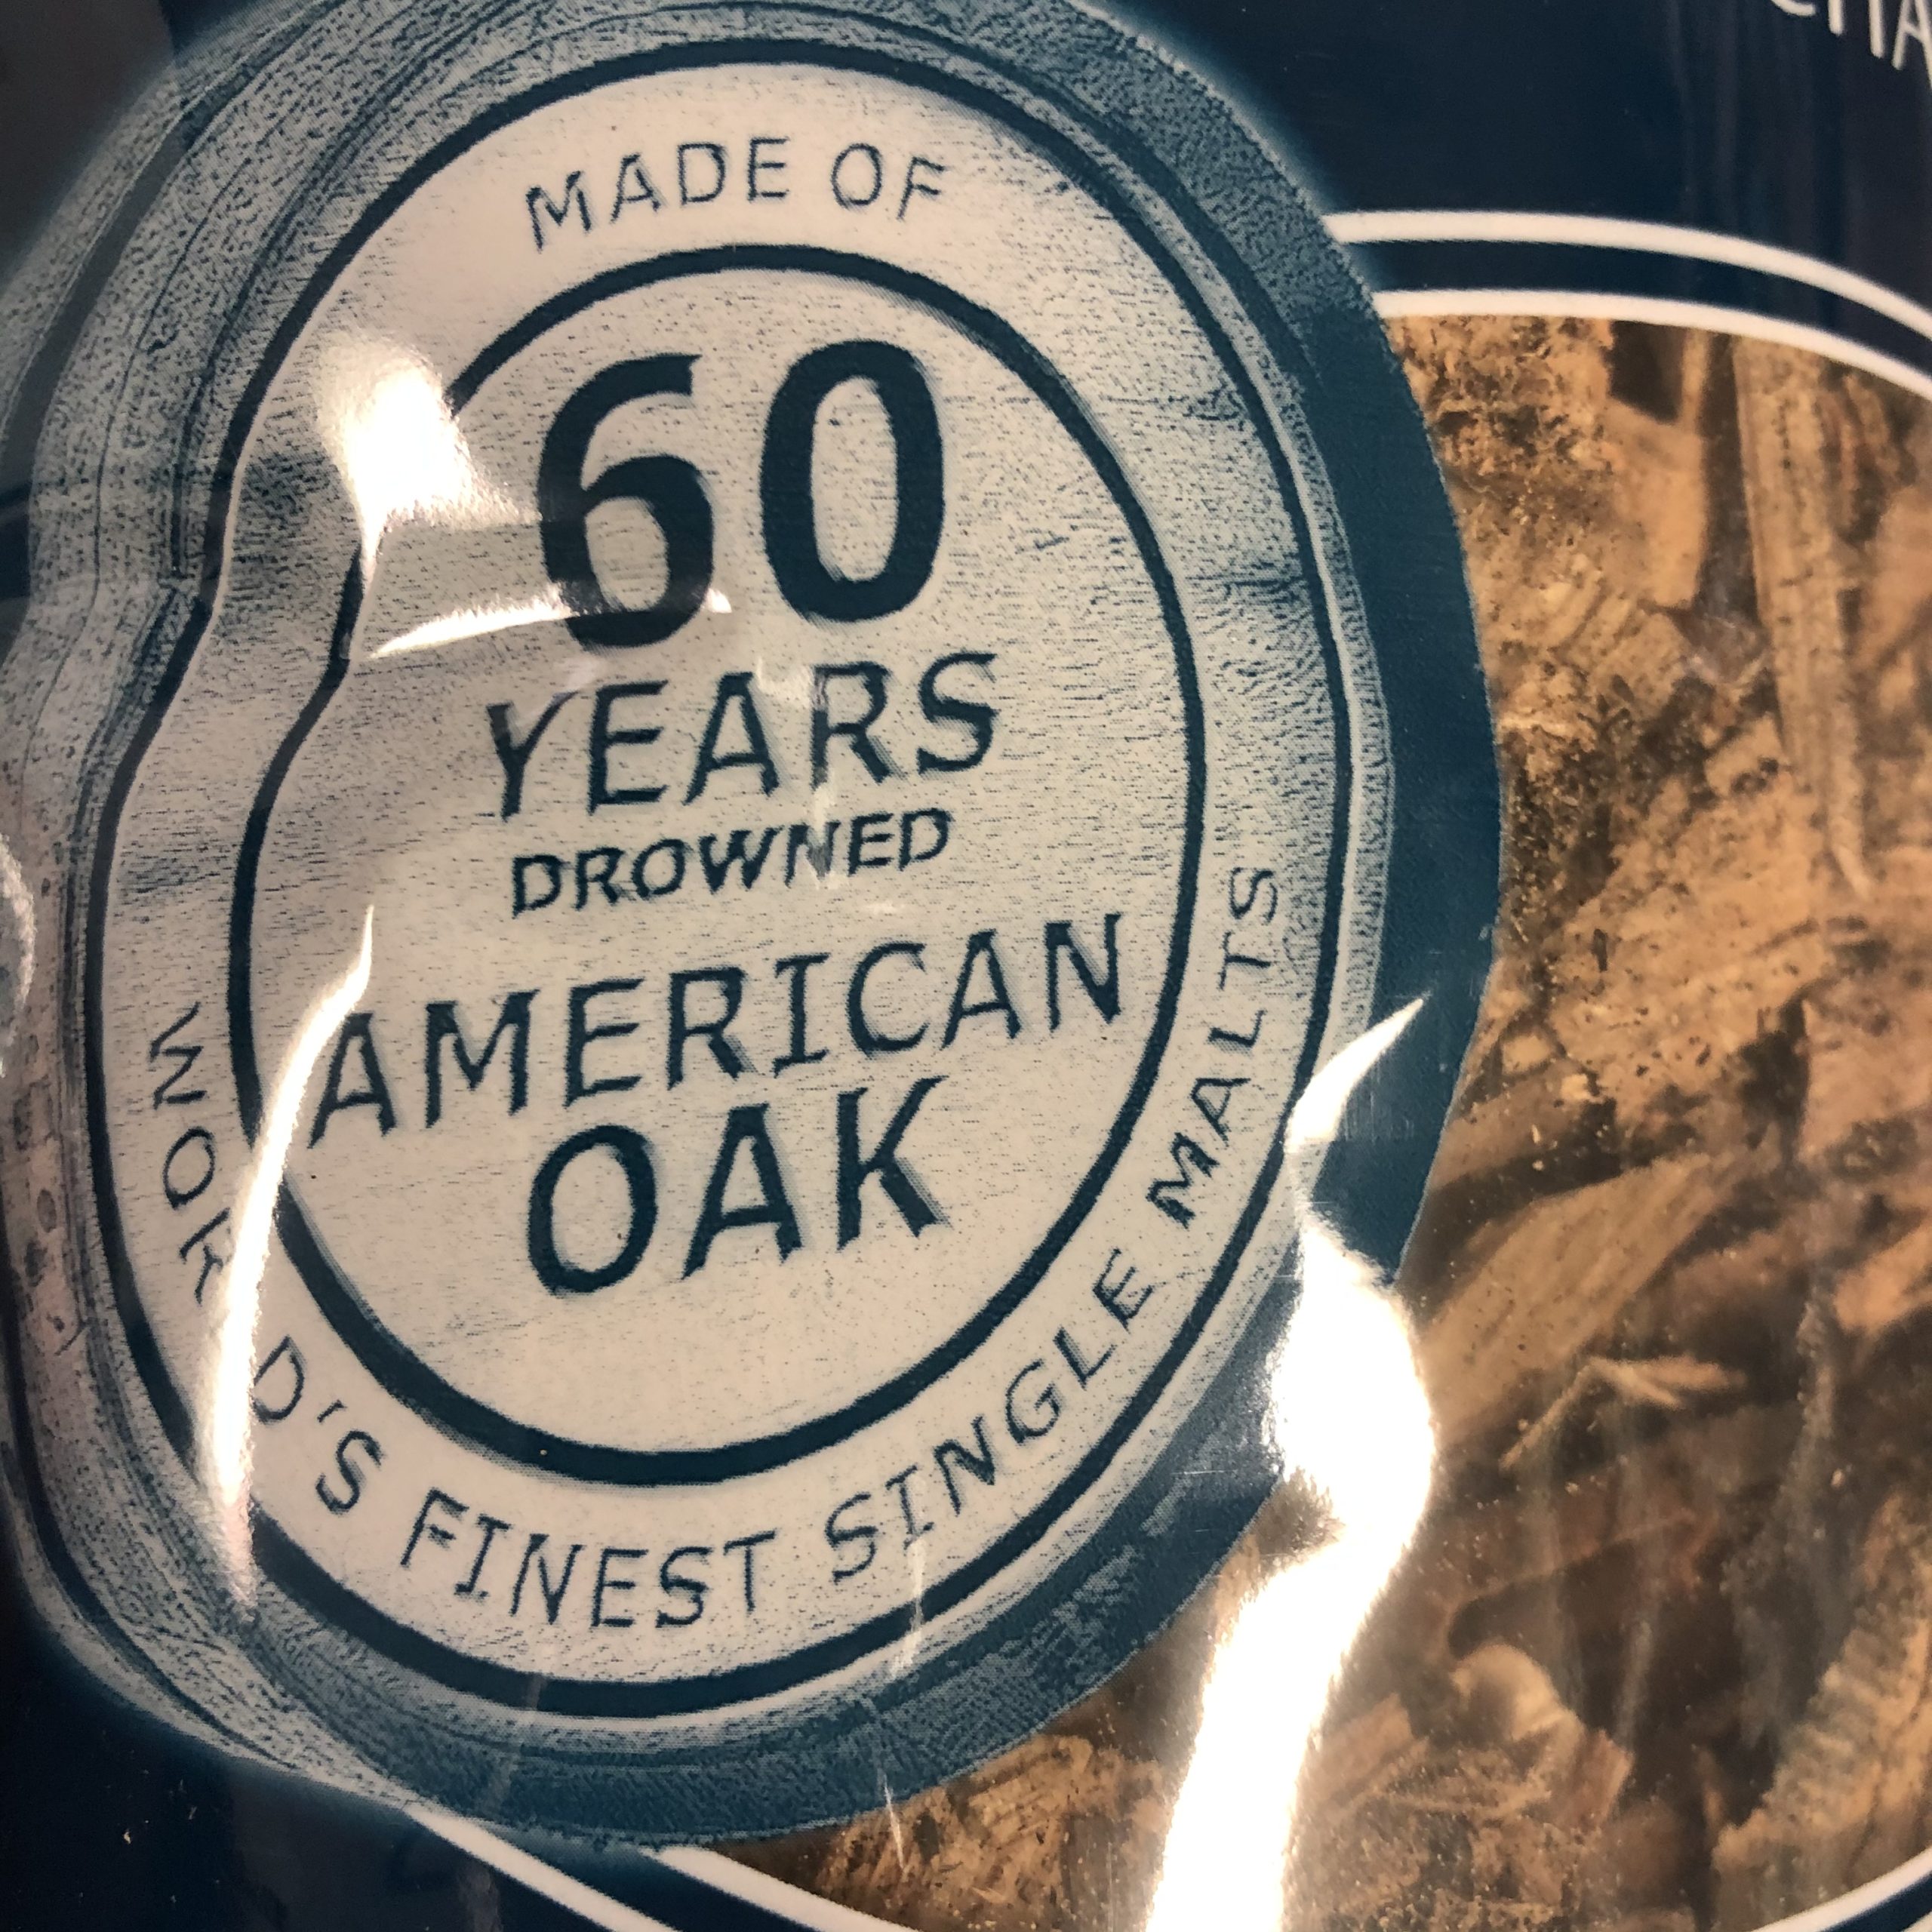 MADE OF
60
YEARS
DROWNED
AMERICAN
OAK
FINEST SINGLE MALTS